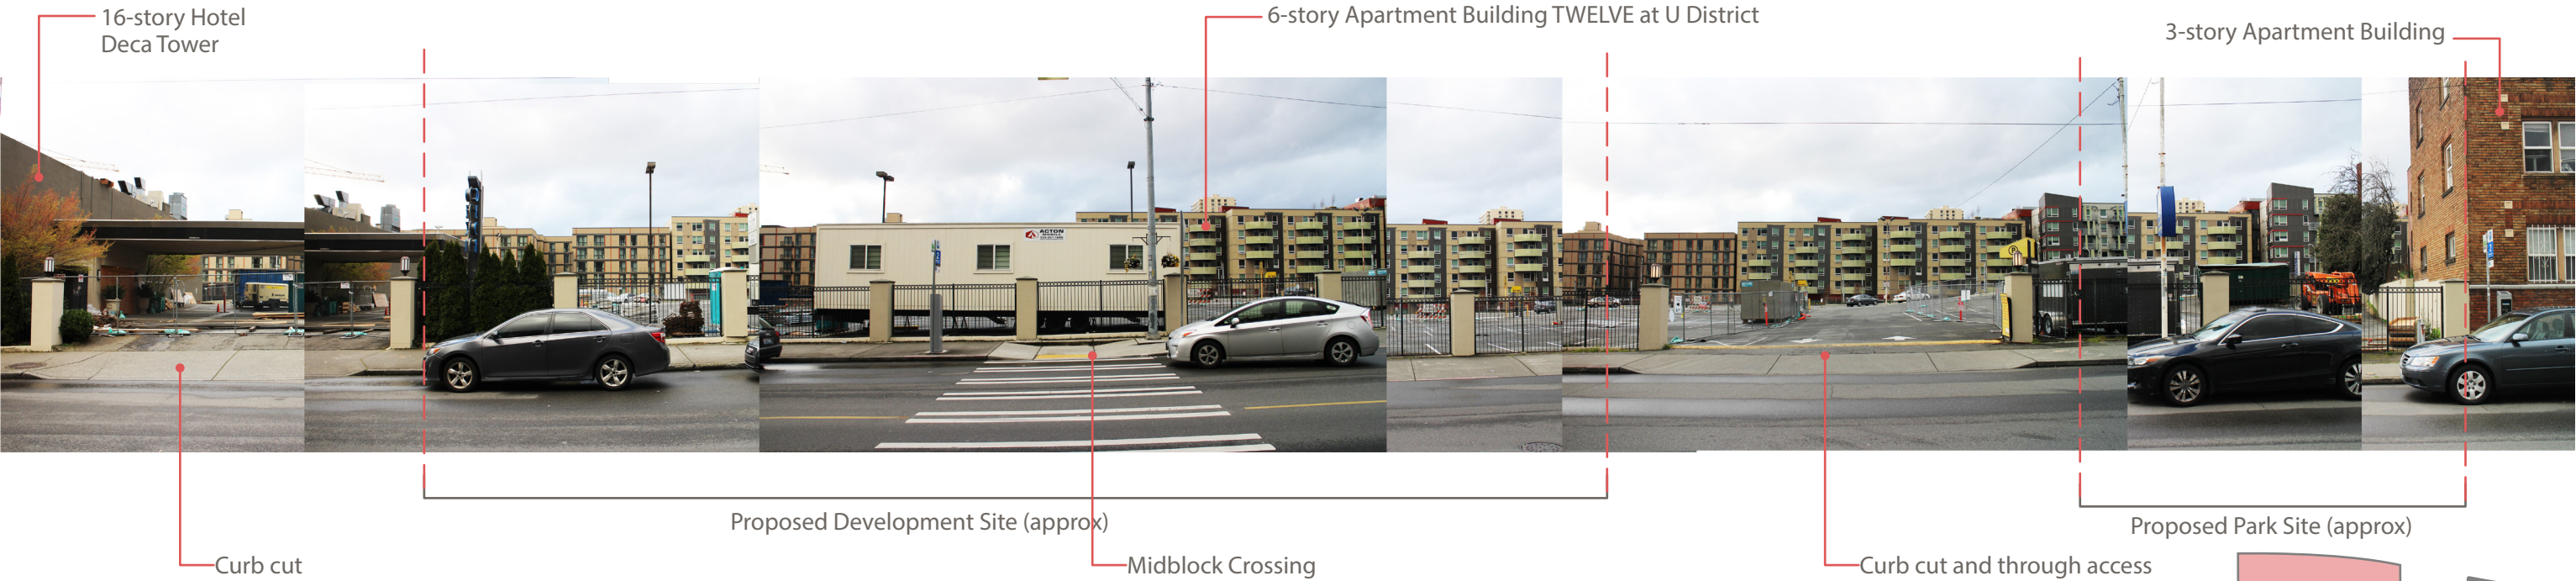 16-story Hotel
Deca Tower
6-story Apartment Building TWELVE at U District
3-story Apartment Building
ACTON
P
Proposed Development Site (approx)
Proposed Park Site (approx)
Curb cut
Midblock Crossing
Curb cut and through access